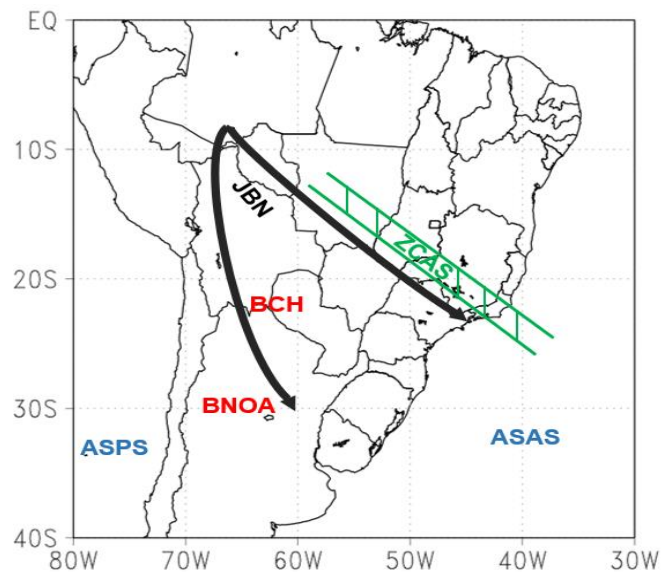 EQ
10S
JBN
ZCAS
20S
BCH
BNOA
30S
ASPS
ASAS
40S
80W 70W 60W 50W 40W 30W